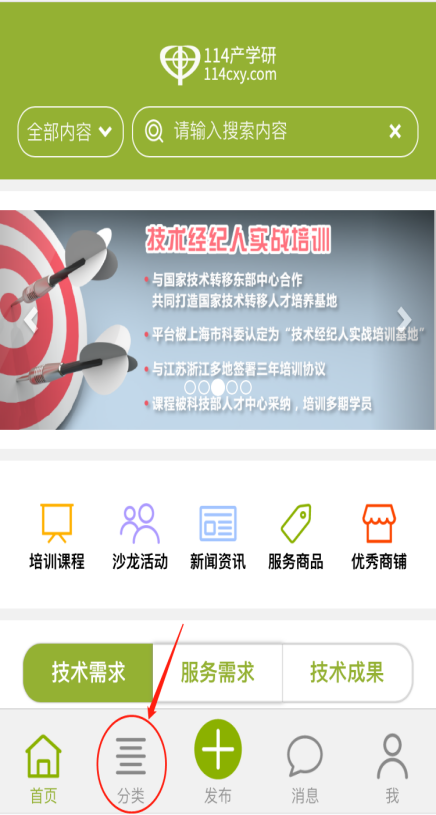 114产学研
114cxy.com
全部内容
请输入搜索内容
技术经纪人实战培训
• 与国家技术转移东部中心合作
共同打造国家技术转移人才培养基地
• 平台被上海市科委认定为“技术经纪人实战培训基地”
• 与江苏浙江多地签署三年培训协议
• 课程被科技部人才中心采纳，培训多期学员
培训课程 沙龙活动 新闻资讯 服务商品 优秀商铺
技术需求 服务需求 技术成果
首页 分类 发布 消息 我